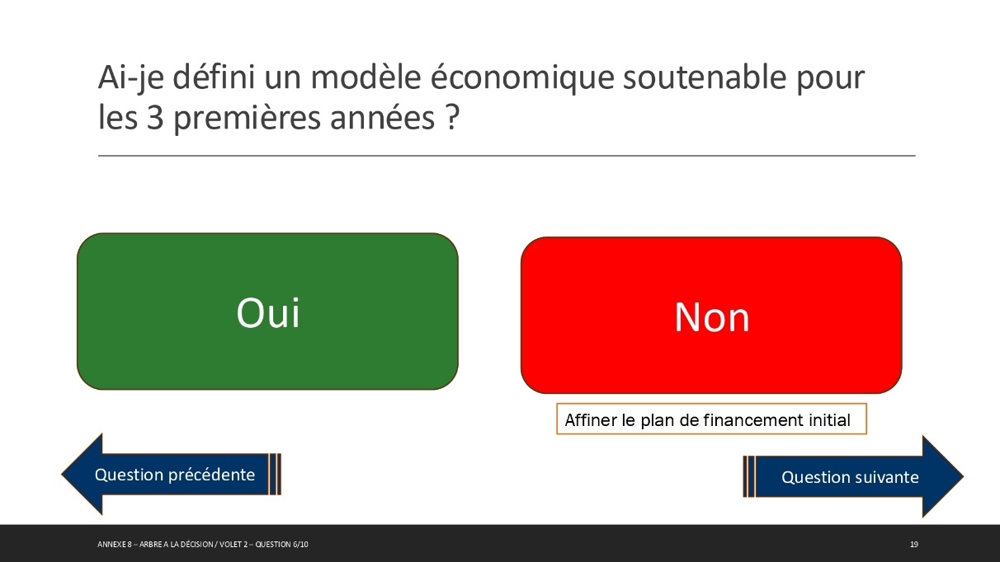 Ai-je défini un modèle économique soutenable pour
les 3 premières années ?
Oui
Non
Affiner le plan de financement initial
Question précédente
Question suivante
ANNEXE 8 – ARBRE A LA DÉCISION / VOLET 2 – QUESTION 6/10
19